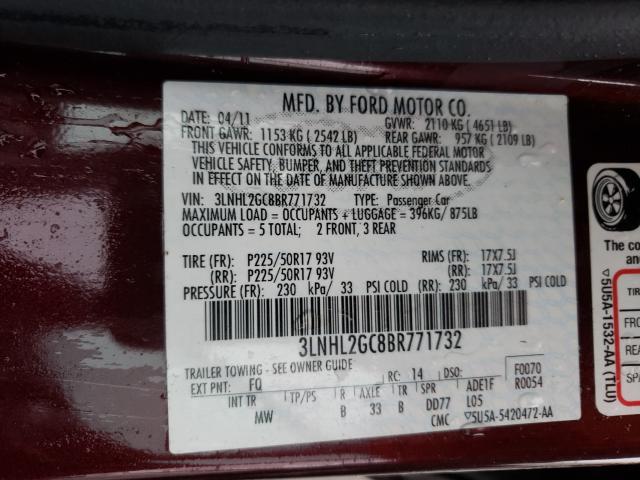 MFD. BY FORD MOTOR CO.
DATE: 04/11 GVWR: 2110 KG ( 4651 LB)
FRONT GAWR: 1153 KG ( 2542 LB) REAR GAWR: 957 KG ( 2109 LB)
THIS VEHICLE CONFORMS TO ALL APPLICABLE FEDERAL MOTOR
VEHICLE SAFETY, BUMPER, AND THEFT PREVENTION STANDARDS
IN EFFECT ON THE DATE OF MANUFACTURE SHOWN ABOVE.
VIN: 3LNHL2GC8BR771732 TYPE: Passenger Car
MAXIMUM LOAD = OCCUPANTS + LUGGAGE = 396KG/ 875LB
OCCUPANTS = 5 TOTAL; 2 FRONT, 3 REAR
TIRE (FR): P225/50R17 93V RIMS (FR): 17X7.5J
(RR): P225/50R17 93V (RR): 17X7.5J
PRESSURE (FR): 230 kPa/ 33 PSI COLD (RR): 230 kPa/ 33 PSI COLD
3LNHL2GC8BR771732
TRAILER TOWING - SEE OWNER GUIDE
EXT PNT: FQ RC: 14 DSO: F0070
R0054
INT TR TP/PS R AXLE TR SPR ADE1F
MW B 33 B DD77 L05
CMC ▽5U5A-5420472-AA
The co
an
▽5U5A-1532-AA (TLU)
TIR
FRO
REA
SPA